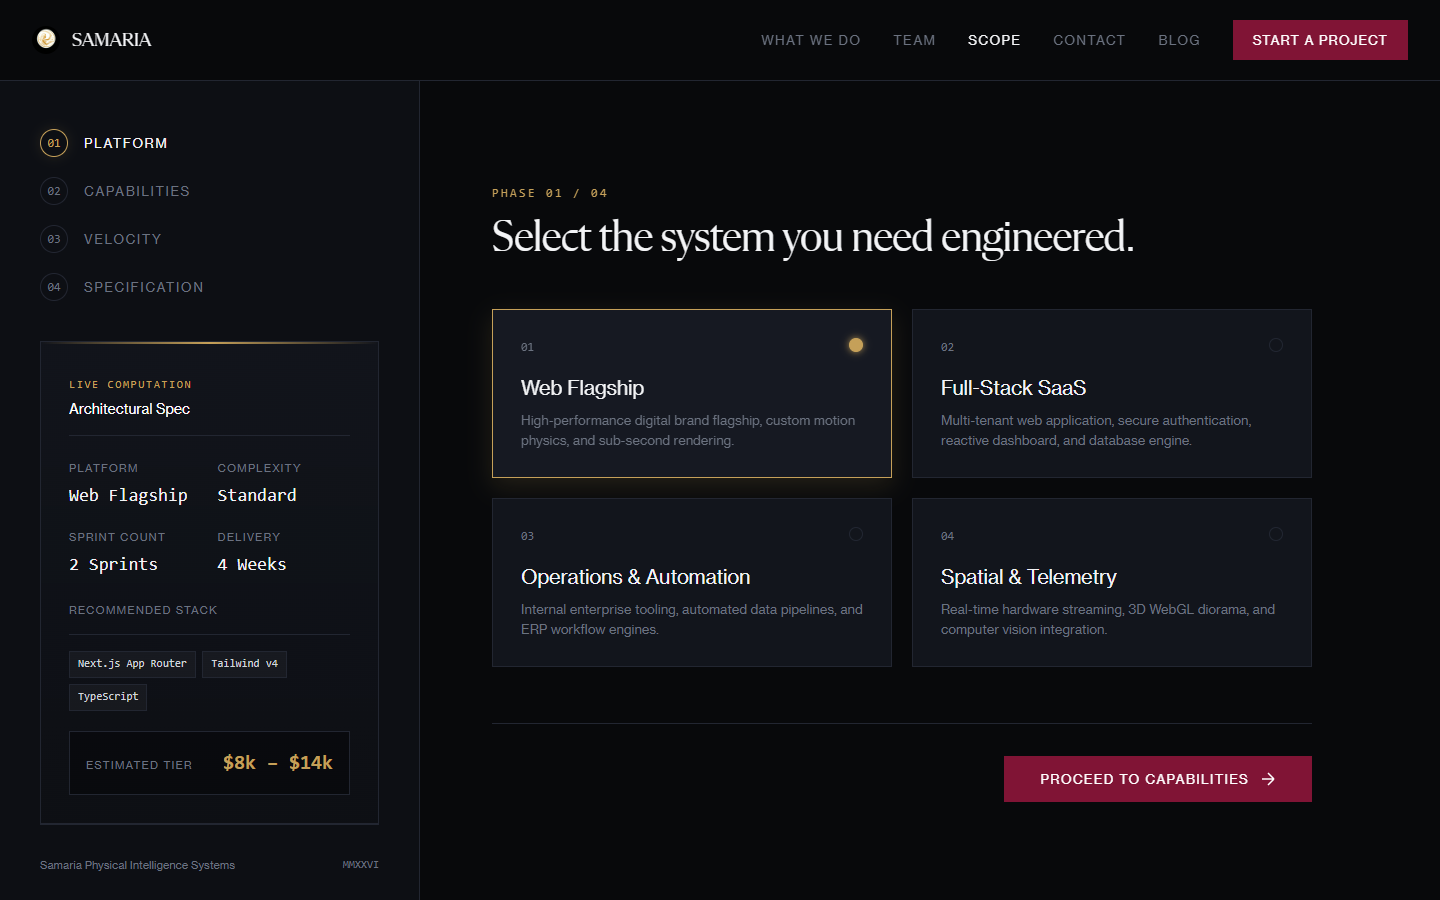 SAMARIA
WHAT WE DO
TEAM
SCOPE
CONTACT
BLOG
START A PROJECT
01 PLATFORM
02 CAPABILITIES
03 VELOCITY
04 SPECIFICATION
LIVE COMPUTATION
Architectural Spec
PLATFORM
Web Flagship
COMPLEXITY
Standard
SPRINT COUNT
2 Sprints
DELIVERY
4 Weeks
RECOMMENDED STACK
Next.js App Router
Tailwind v4
TypeScript
ESTIMATED TIER
$8k – $14k
Samaria Physical Intelligence Systems
MMXXVI
PHASE 01 / 04
Select the system you need engineered.
01
Web Flagship
High-performance digital brand flagship, custom motion
physics, and sub-second rendering.
02
Full-Stack SaaS
Multi-tenant web application, secure authentication,
reactive dashboard, and database engine.
03
Operations & Automation
Internal enterprise tooling, automated data pipelines, and
ERP workflow engines.
04
Spatial & Telemetry
Real-time hardware streaming, 3D WebGL diorama, and
computer vision integration.
PROCEED TO CAPABILITIES →